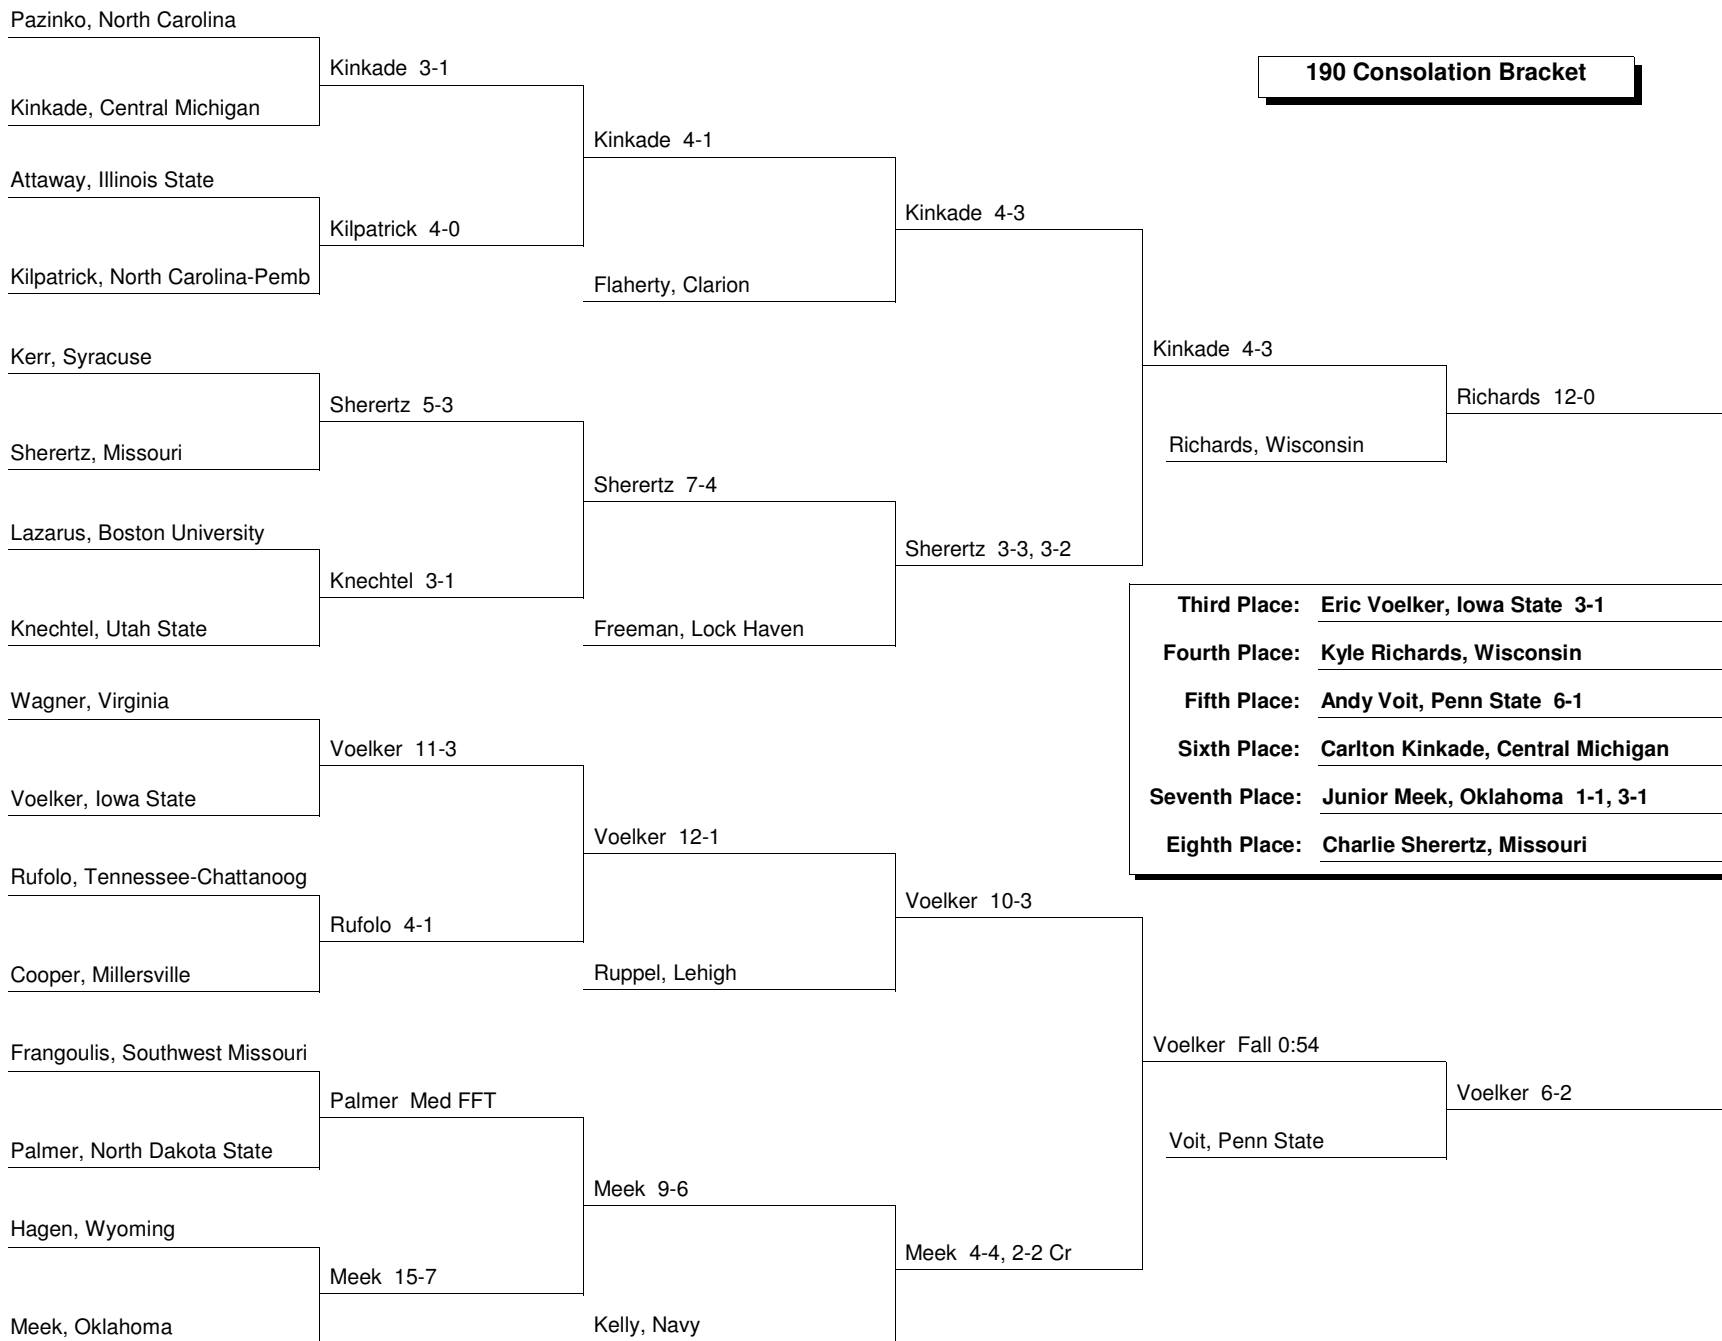 190 Consolation Bracket
Pazinko, North Carolina
Kinkade, Central Michigan
Attaway, Illinois State
Kilpatrick, North Carolina-Pemb
Kerr, Syracuse
Sherertz, Missouri
Lazarus, Boston University
Knechtel, Utah State
Wagner, Virginia
Voelker, Iowa State
Rufolo, Tennessee-Chattanoog
Cooper, Millersville
Frangoulis, Southwest Missouri
Palmer, North Dakota State
Hagen, Wyoming
Meek, Oklahoma
Kinkade 3-1
Kilpatrick 4-0
Sherertz 5-3
Knechtel 3-1
Voelker 11-3
Rufolo 4-1
Palmer Med FFT
Meek 15-7
Kinkade 4-1
Flaherty, Clarion
Sherertz 7-4
Freeman, Lock Haven
Voelker 12-1
Ruppel, Lehigh
Meek 9-6
Kelly, Navy
Kinkade 4-3
Sherertz 3-3, 3-2
Voelker 10-3
Meek 4-4, 2-2 Cr
Kinkade 4-3
Richards, Wisconsin
Voelker Fall 0:54
Voit, Penn State
Richards 12-0
Voelker 6-2
Third Place: Eric Voelker, Iowa State 3-1
Fourth Place: Kyle Richards, Wisconsin
Fifth Place: Andy Voit, Penn State 6-1
Sixth Place: Carlton Kinkade, Central Michigan
Seventh Place: Junior Meek, Oklahoma 1-1, 3-1
Eighth Place: Charlie Sherertz, Missouri